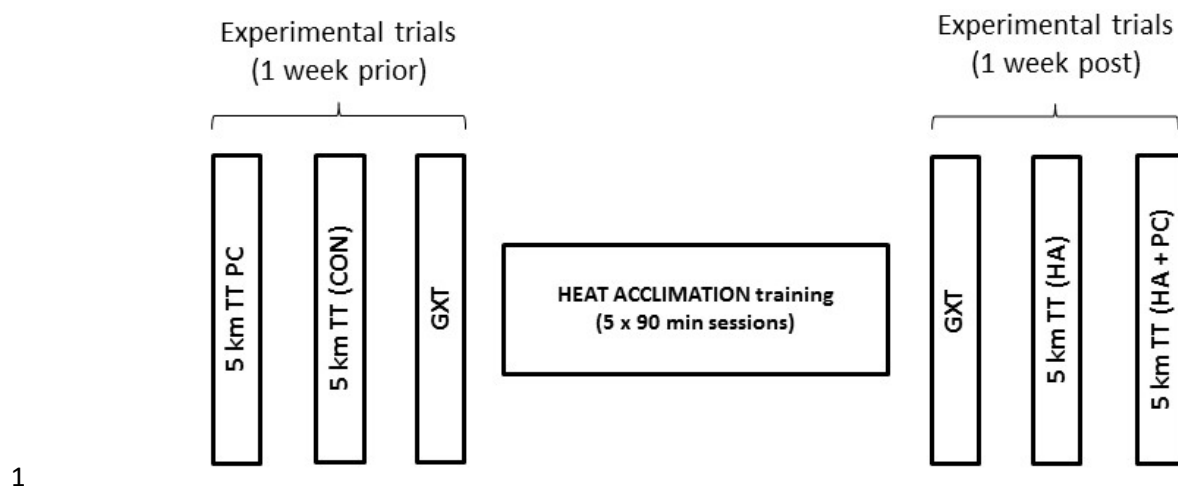 Experimental trials
(1 week prior)
Experimental trials
(1 week post)
5 km TT PC
5 km TT (CON)
GXT
HEAT ACCLIMATION training
(5 x 90 min sessions)
GXT
5 km TT (HA)
5 km TT (HA + PC)
1